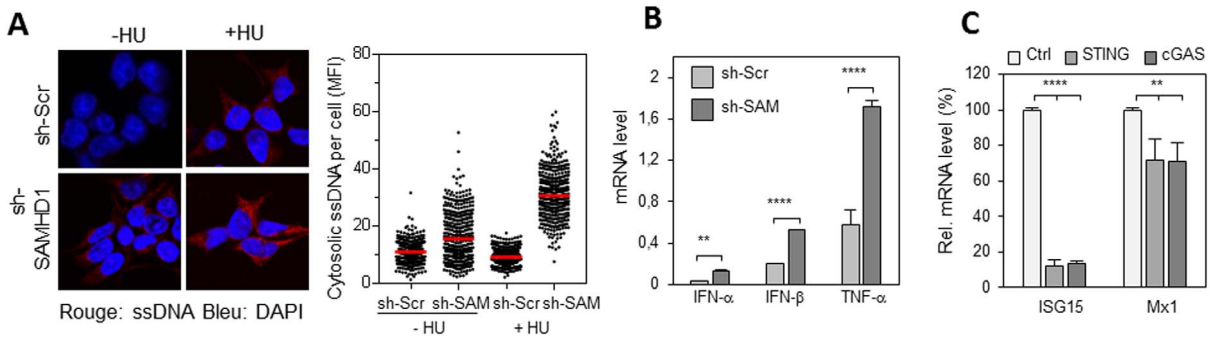 A
-HU +HU
sh-Scr
sh-
SAMHD1
Rouge: ssDNA Bleu: DAPI
Cytosolic ssDNA per cell (MFI)
80
60
40
20
0
sh-Scr sh-SAM sh-Scr sh-SAM
- HU + HU
B
mRNA level
2
1,6
1,2
0,8
0,4
0
sh-Scr
sh-SAM
**
****
****
IFN-α IFN-β TNF-α
C
Ctrl STING cGAS
Rel. mRNA level (%)
120
100
80
60
40
20
0
**** **
ISG15 Mx1